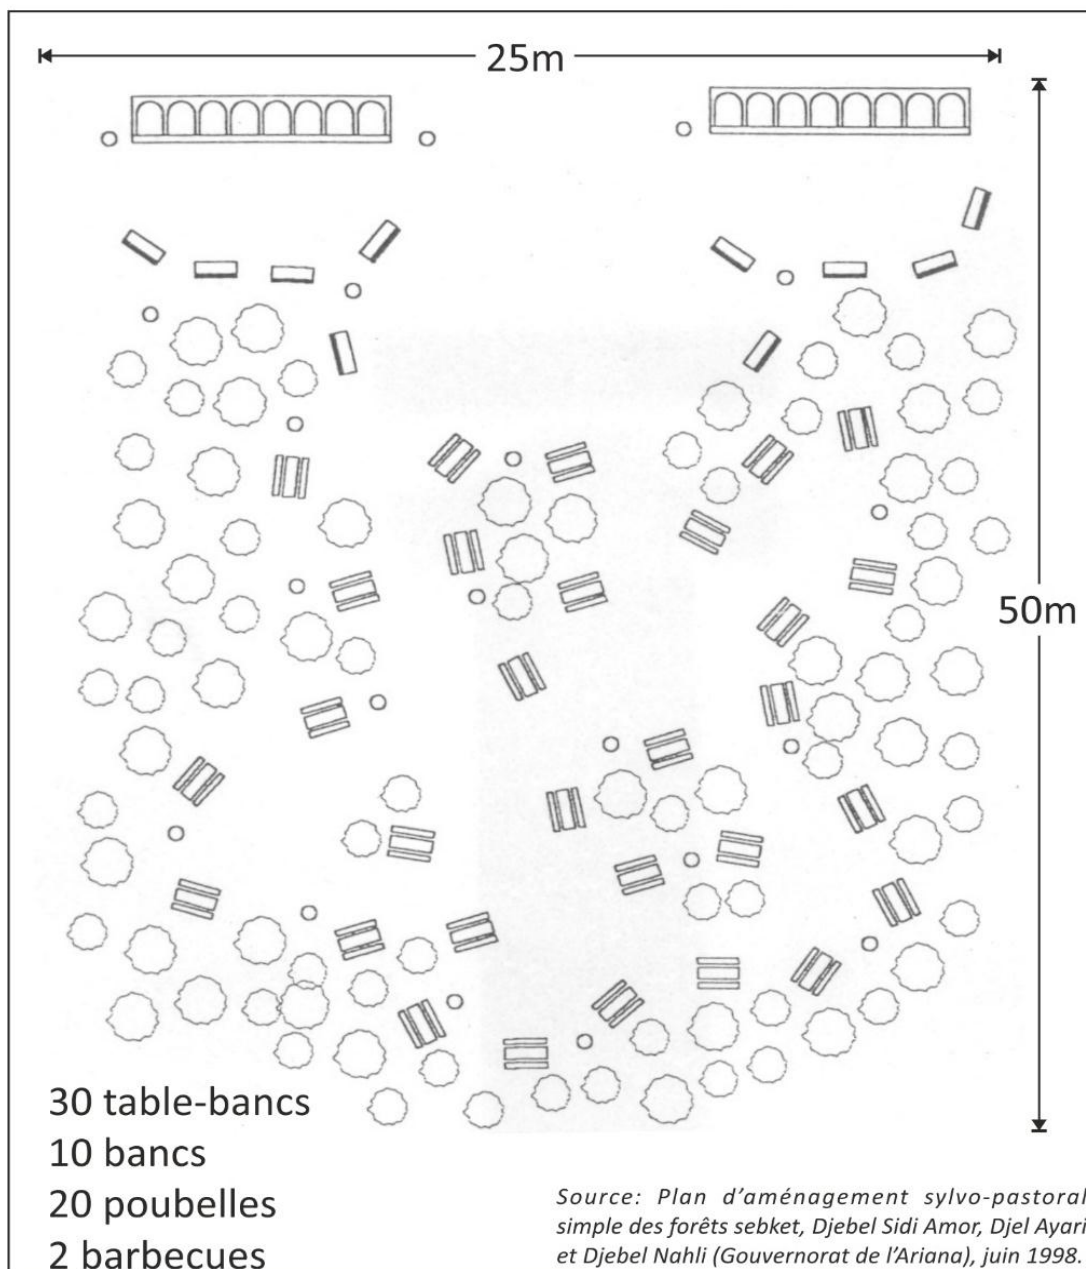 25m
50m
30 table-bancs
10 bancs
20 poubelles
2 barbecues
Source: Plan d'aménagement sylvo-pastoral
simple des forêts sebket, Djebel Sidi Amor, Djel Ayari
et Djebel Nahli (Gouvernorat de l'Ariana), juin 1998.